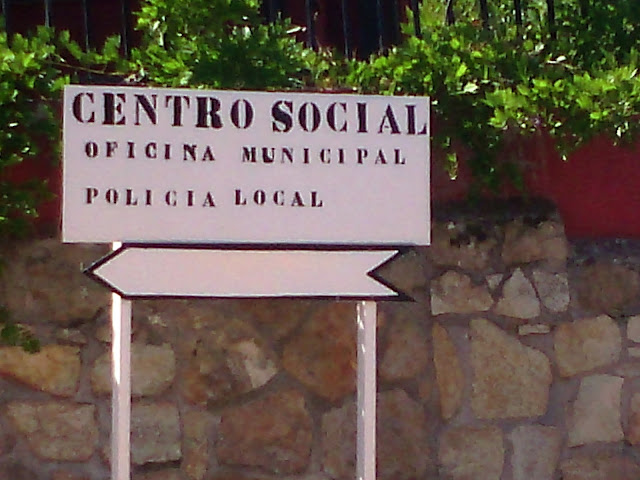 CENTRO SOCIAL
OFICINA MUNICIPAL
POLICIA LOCAL